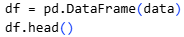 df = pd.DataFrame(data)
df.head()